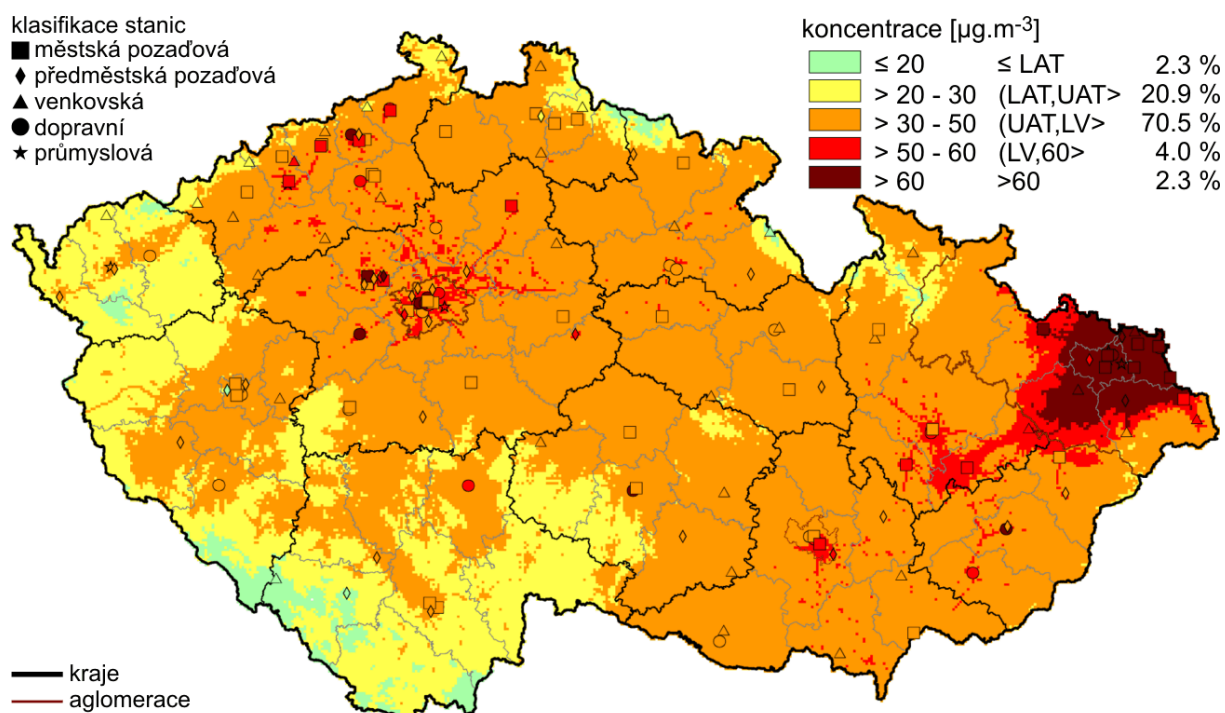 klasifikace stanic
městská pozaďová
předměstská pozaďová
venkovská
dopravní
průmyslová
koncentrace [µg.m-3]
≤ 20 ≤ LAT 2.3 %
> 20 - 30 (LAT,UAT> 20.9 %
> 30 - 50 (UAT,LV> 70.5 %
> 50 - 60 (LV,60> 4.0 %
> 60 >60 2.3 %
kraje
aglomerace